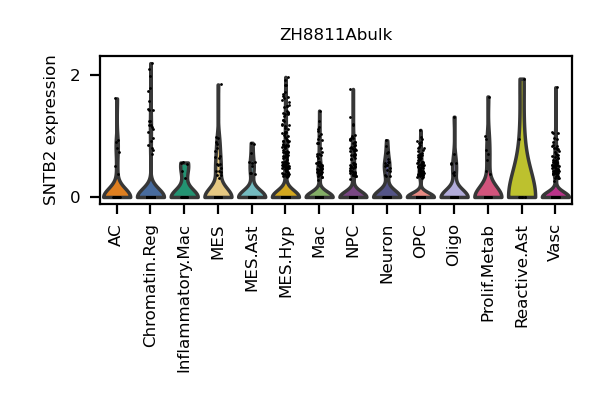 ZH8811Abulk
SNTB2 expression
2
0
AC
Chromatin.Reg
Inflammatory.Mac
MES
MES.Ast
MES.Hyp
Mac
NPC
Neuron
OPC
Oligo
Prolif.Metab
Reactive.Ast
Vasc